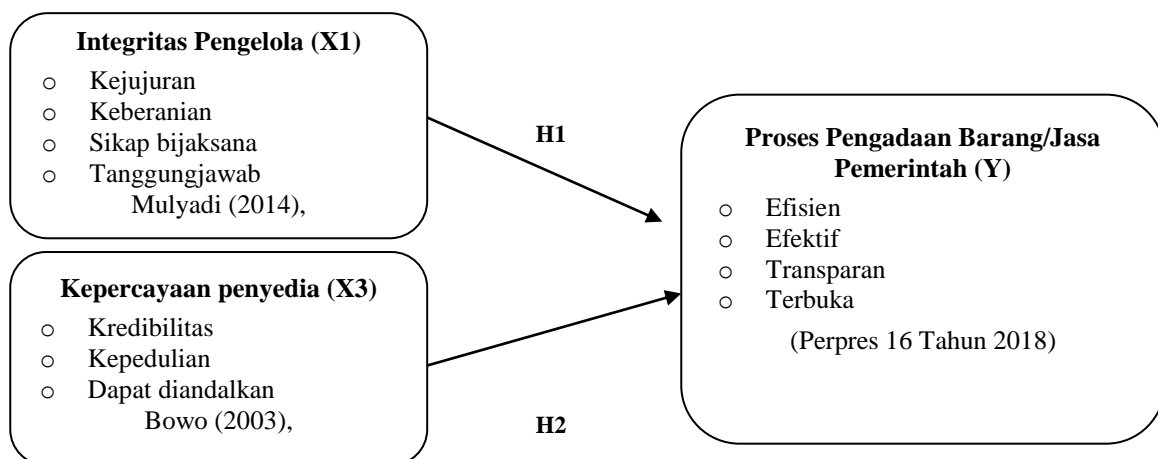 Integritas Pengelola (X1)
o Kejujuran
o Keberanian
o Sikap bijaksana
o Tanggungjawab
Mulyadi (2014),
Kepercayaan penyedia (X3)
o Kredibilitas
o Kepedulian
o Dapat diandalkan
Bowo (2003),
H1
H2
Proses Pengadaan Barang/Jasa
Pemerintah (Y)
o Efisien
o Efektif
o Transparan
o Terbuka
(Perpres 16 Tahun 2018)